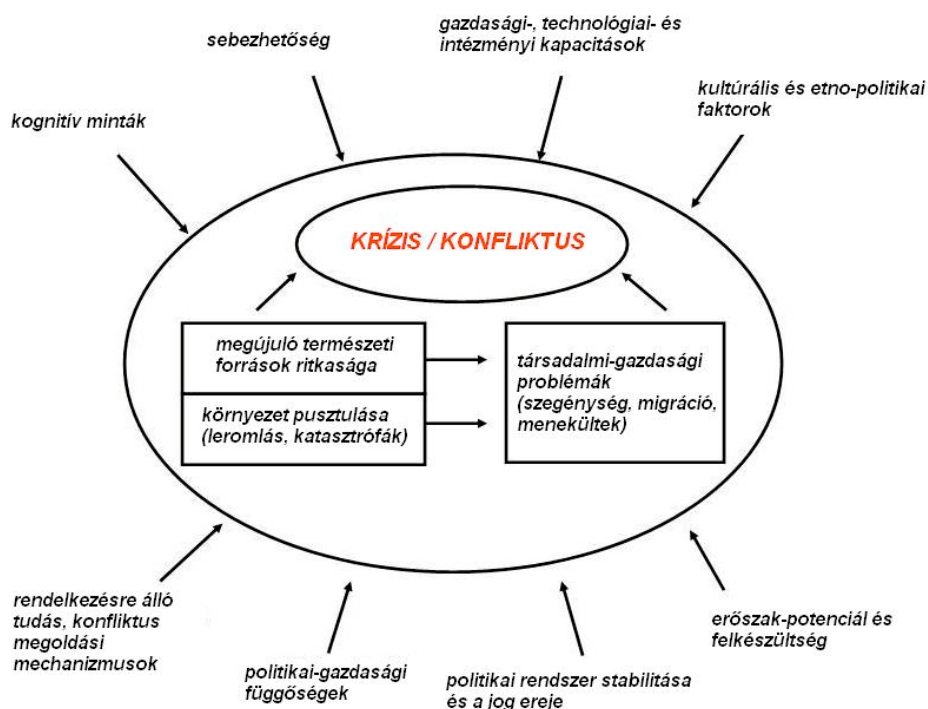 sebezhetőség
gazdasági-, technológiai- és
intézményi kapacitások
kultúrális és etno-politikai
faktorok
kognitív minták
KRÍZIS / KONFLIKTUS
megújuló természeti
források ritkasága
környezet pusztulása
(leromlás, katasztrófák)
társadalmi-gazdasági
problémák
(szegénység, migráció,
menekültek)
rendelkezésre álló
tudás, konfliktus
megoldási
mechanizmusok
politikai-gazdasági
függőségek
politikai rendszer stabilitása
és a jog ereje
erőszak-potenciál és
felkészültség